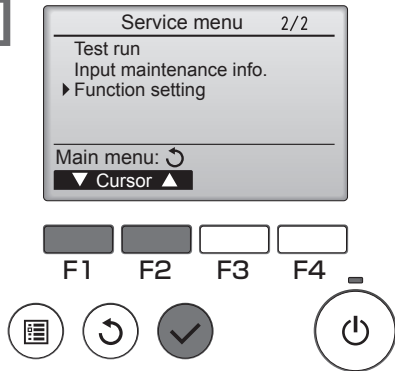 Service menu 2/2
Test run
Input maintenance info.
Function setting
Main menu:
▼ Cursor ▲
F1 F2 F3 F4